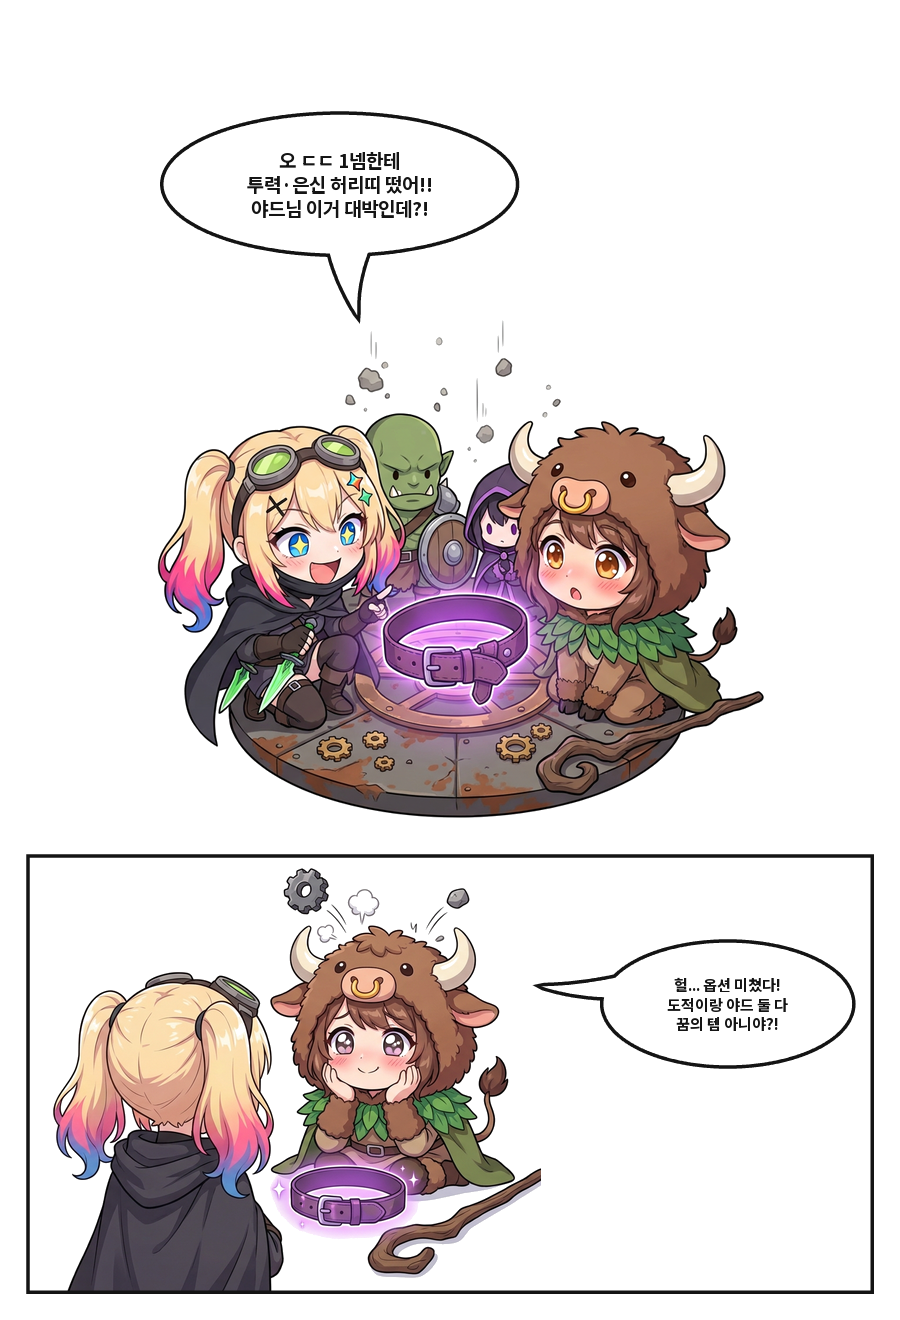 오 ㄷㄷ 1넴한테
투력·은신 허리띠 떴어!!
야드님 이거 대박인데?!
헐... 옵션 미쳤다!
도적이랑 야드 둘 다
꿈의 템 아니야?!